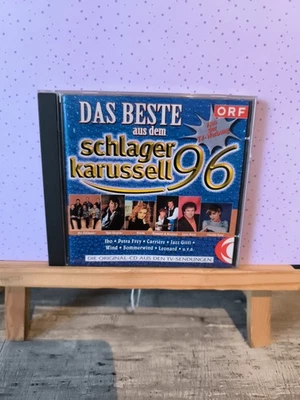 DAS BESTE
aus dem
ORF
schlager
karussell 96
Ibo • Petra Frey • Carrière • Jazz Gitti •
Wind • Sommerwind • Leonard • u.v.a.
DIE ORIGINAL CD AUS DEN TV-SENDUNGEN